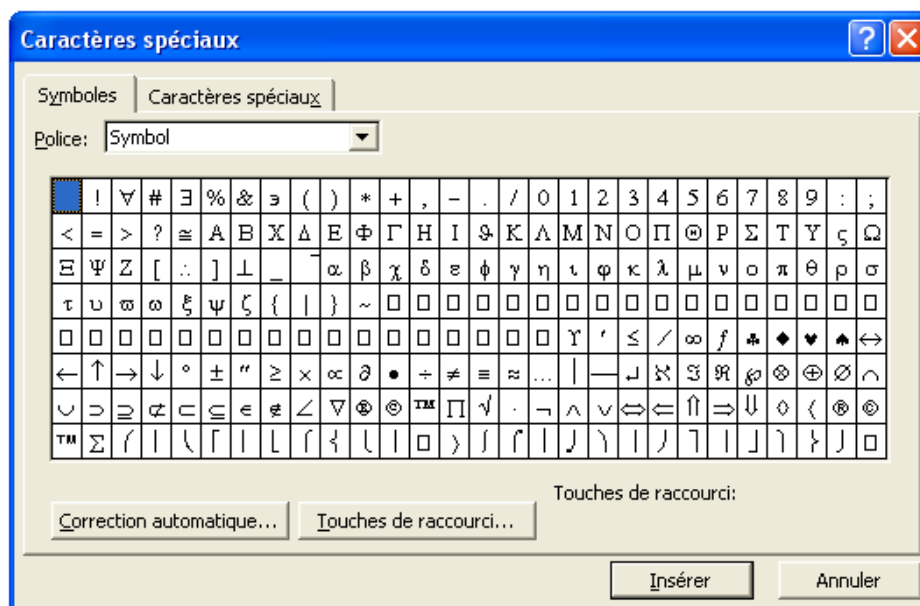 Caractères spéciaux
Symboles Caractères spéciaux
Police: Symbol
! ∀ # ∃ % & ∍ ( ) * + , − . / 0 1 2 3 4 5 6 7 8 9 : ;
< = > ? ≅ Α Β Χ Δ Ε Φ Γ Η Ι ϑ Κ Λ Μ Ν Ο Π Θ Ρ Σ Τ Υ ς Ω
Ξ Ψ Ζ [ ∴ ] ⊥ _ ‾ α β χ δ ε φ γ η ι ϕ κ λ μ ν ο π θ ρ σ
τ υ ϖ ω ξ ψ ζ { | } ~ □ □ □ □ □ □ □ □ □ □ □ □ □ □ □ □ □
□ □ □ □ □ □ □ □ □ □ □ □ □ □ □ □ □ ϒ ′ ≤ ⁄ ∞ ƒ ♣ ♦ ♥ ♠ ↔
← ↑ → ↓ ° ± ″ ≥ × ∝ ∂ • ÷ ≠ ≡ ≈ … | — ↵ ℵ ℑ ℜ ℘ ⊗ ⊕ ∅ ∩
∪ ⊃ ⊇ ⊄ ⊂ ⊆ ∈ ∉ ∠ ∇ ® © ™ ∏ √ ⋅ ¬ ∧ ∨ ⇔ ⇐ ⇑ ⇒ ⇓ ◊ 〈 ® ©
™ ∑ ⎛ ⎜ ⎝ ⎡ ⎢ ⎣ ⎧ ⎨ ⎩ ⎪ □ 〉 ∫ ⌠ ⎮ ⌡ ⎞ ⎟ ⎠ ⎤ ⎥ ⎦ ⎫ ⎬ ⎭ □
Touches de raccourci:
Correction automatique... Touches de raccourci...
Insérer Annuler